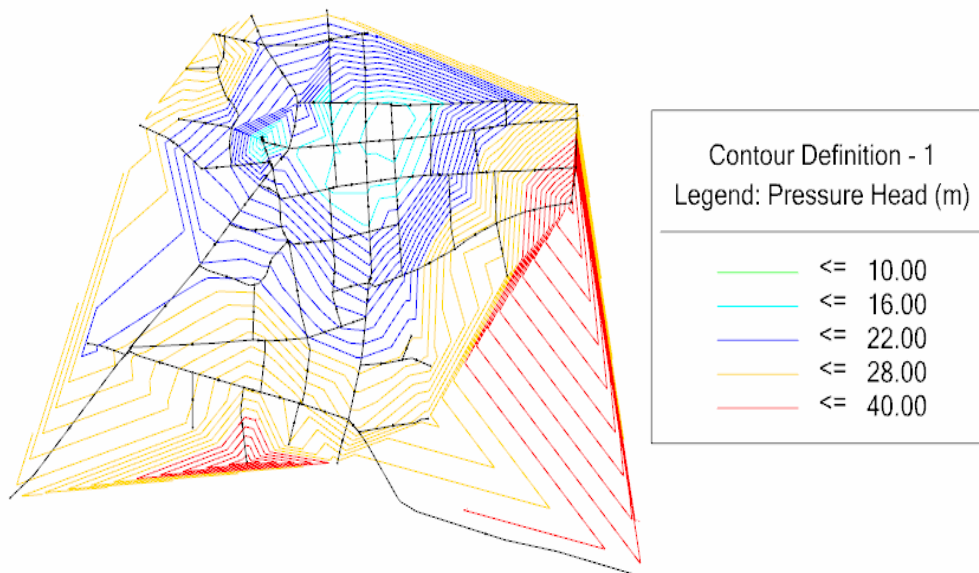 Contour Definition - 1
Legend: Pressure Head (m)
<= 10.00
<= 16.00
<= 22.00
<= 28.00
<= 40.00